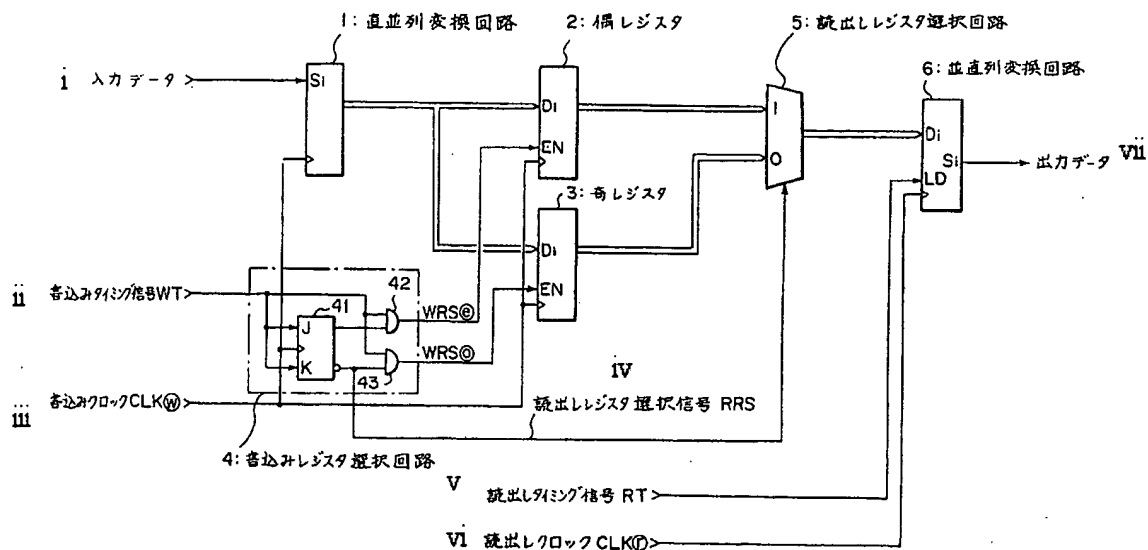 1: 直並列変換回路
2: 偶レジスタ
5: 読出しレジスタ選択回路
6: 並直列変換回路
i 入力データ
Si
Di
EN
1
0
Di
Si
LD
出力データ vii
3: 奇レジスタ
Di
EN
ii 書込みタイミング信号WT
41
42
J
K
43
WRSⓔ
WRSⓞ
iii 書込みクロックCLKⓦ
iv
読出しレジスタ選択信号 RRS
4: 書込みレジスタ選択回路
v 読出しタイミング信号 RT
vi 読出しクロック CLKⓡ